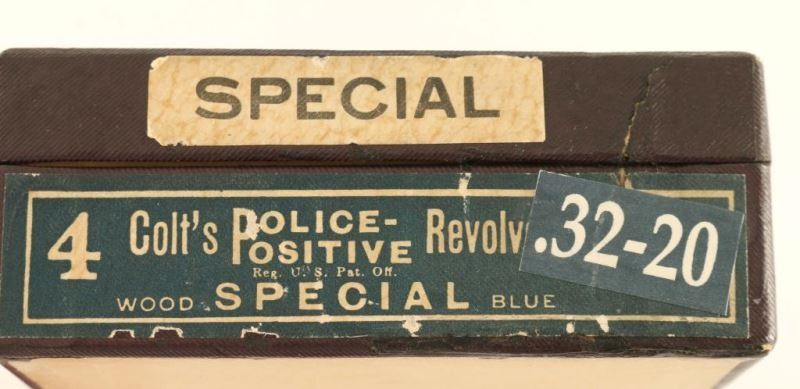 SPECIAL
4 Colt's POLICE-POSITIVE Revolv .32-20
Reg. U.S. Pat. Off.
WOOD SPECIAL BLUE